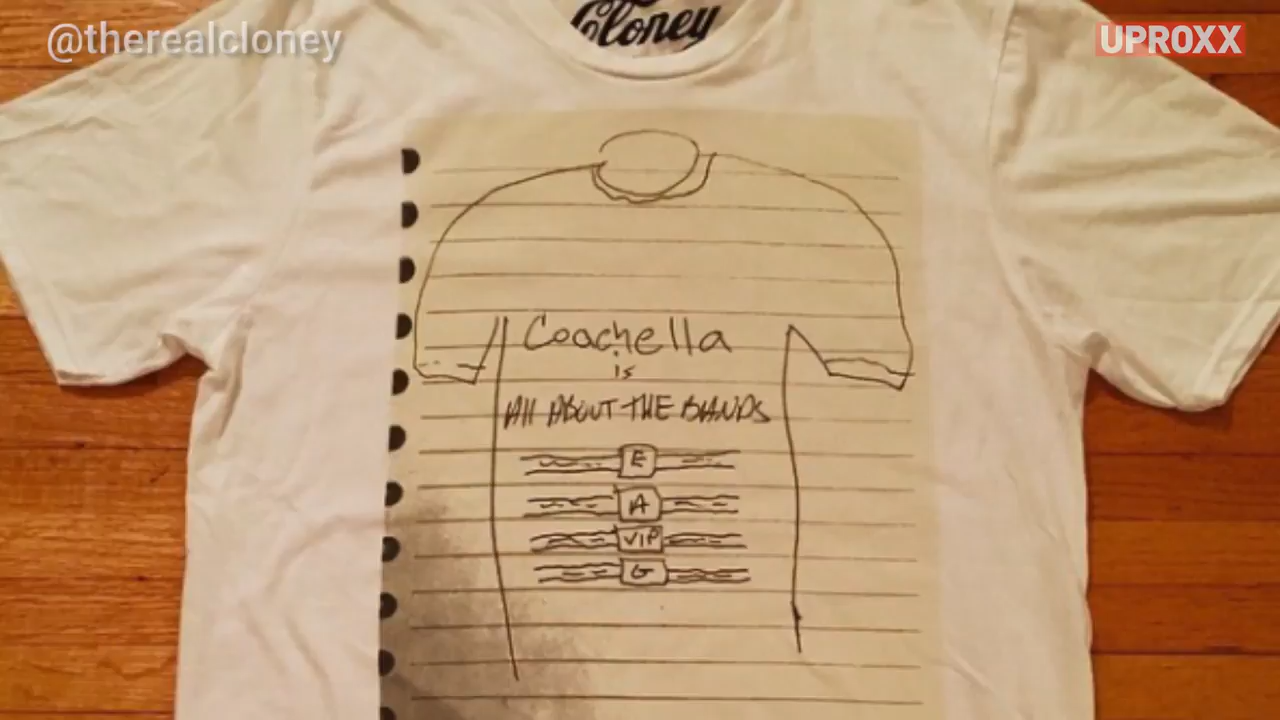 @therealcloney
Cloney
UPROXX
Coachella
is
All ABOUT THE BANDS
E
A
VIP
G